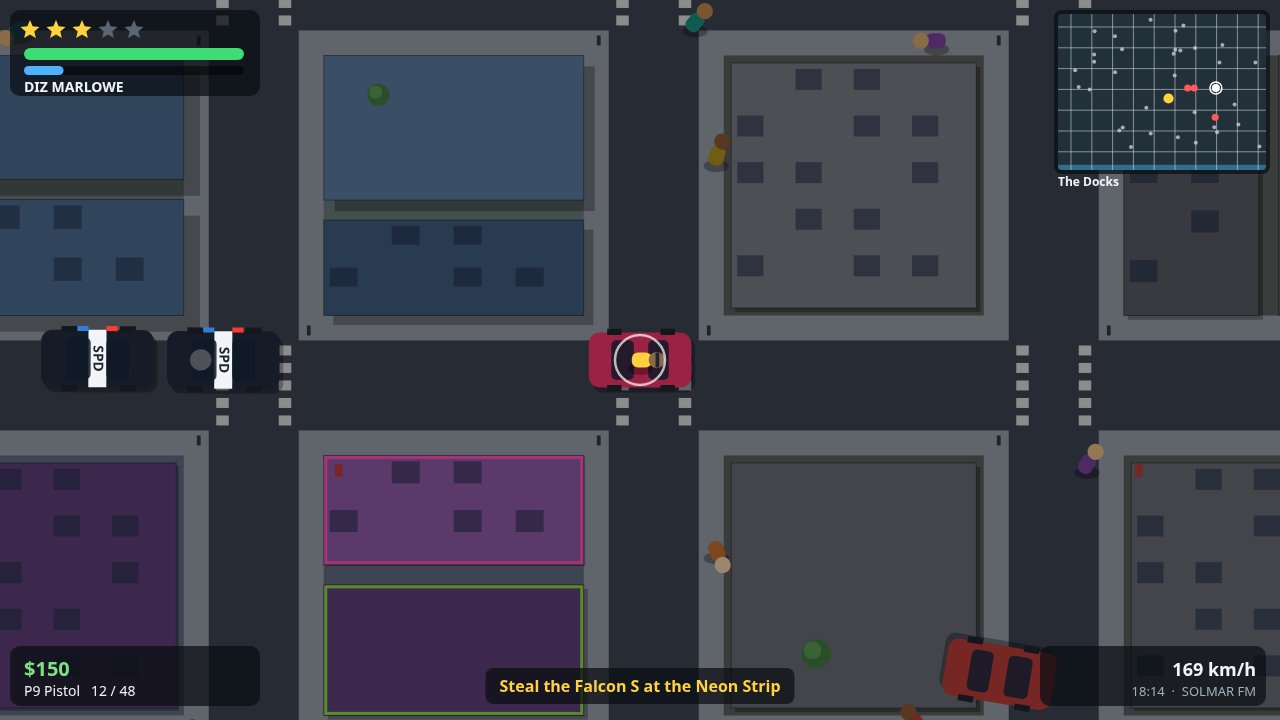 DIZ MARLOWE
The Docks
SPD
SPD
$150
P9 Pistol 12 / 48
Steal the Falcon S at the Neon Strip
169 km/h
18:14 · SOLMAR FM